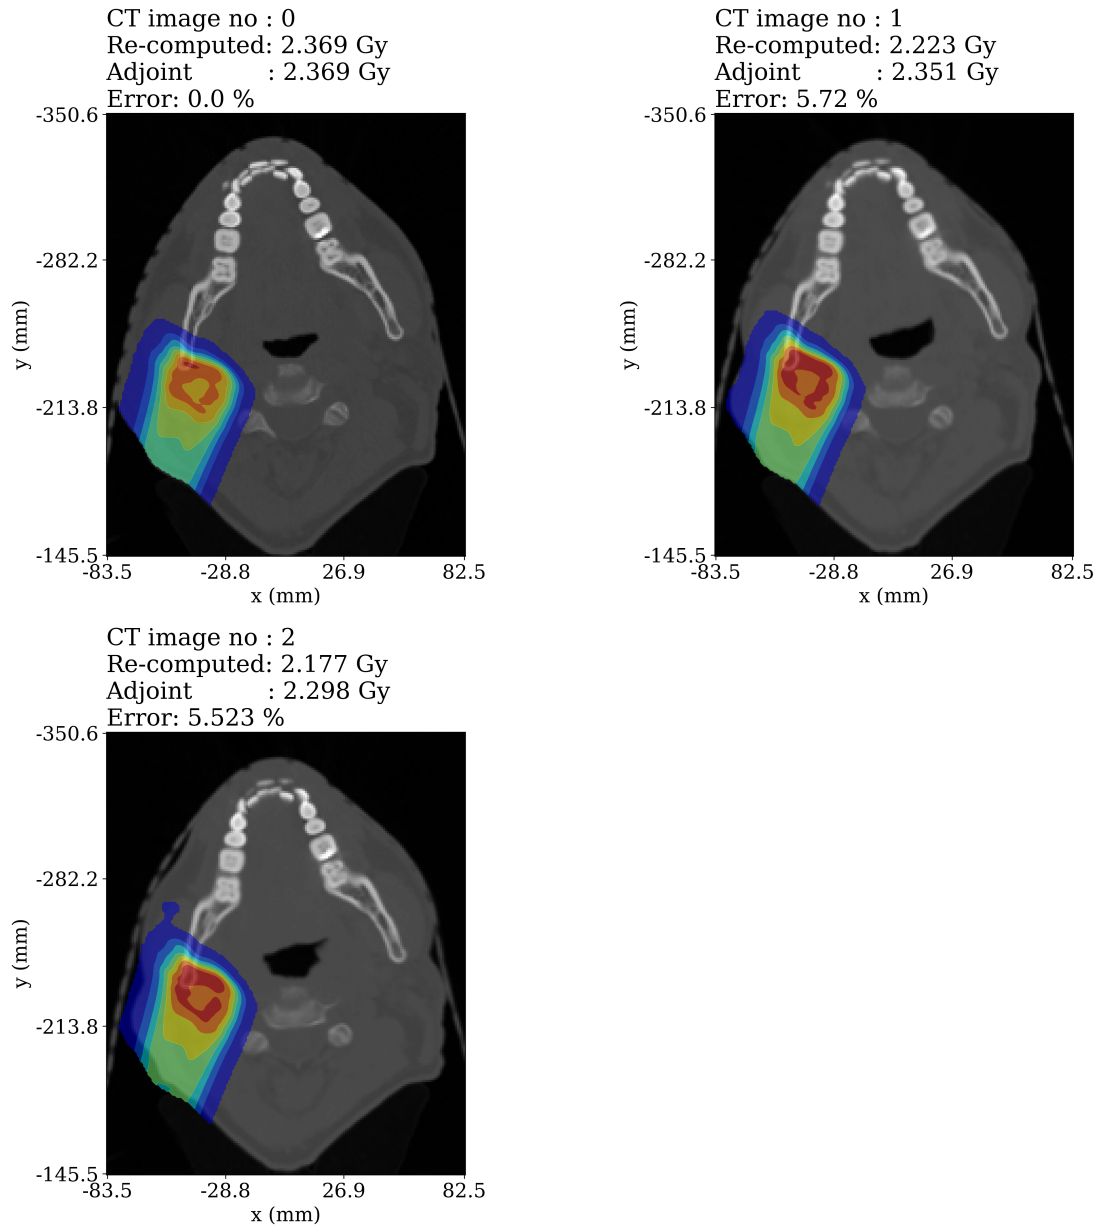 CT image no : 0
Re-computed: 2.369 Gy
Adjoint : 2.369 Gy
Error: 0.0 %
-350.6
-282.2
-213.8
-145.5
y (mm)
-83.5 -28.8 26.9 82.5
x (mm)
CT image no : 1
Re-computed: 2.223 Gy
Adjoint : 2.351 Gy
Error: 5.72 %
-350.6
-282.2
-213.8
-145.5
y (mm)
-83.5 -28.8 26.9 82.5
x (mm)
CT image no : 2
Re-computed: 2.177 Gy
Adjoint : 2.298 Gy
Error: 5.523 %
-350.6
-282.2
-213.8
-145.5
y (mm)
-83.5 -28.8 26.9 82.5
x (mm)